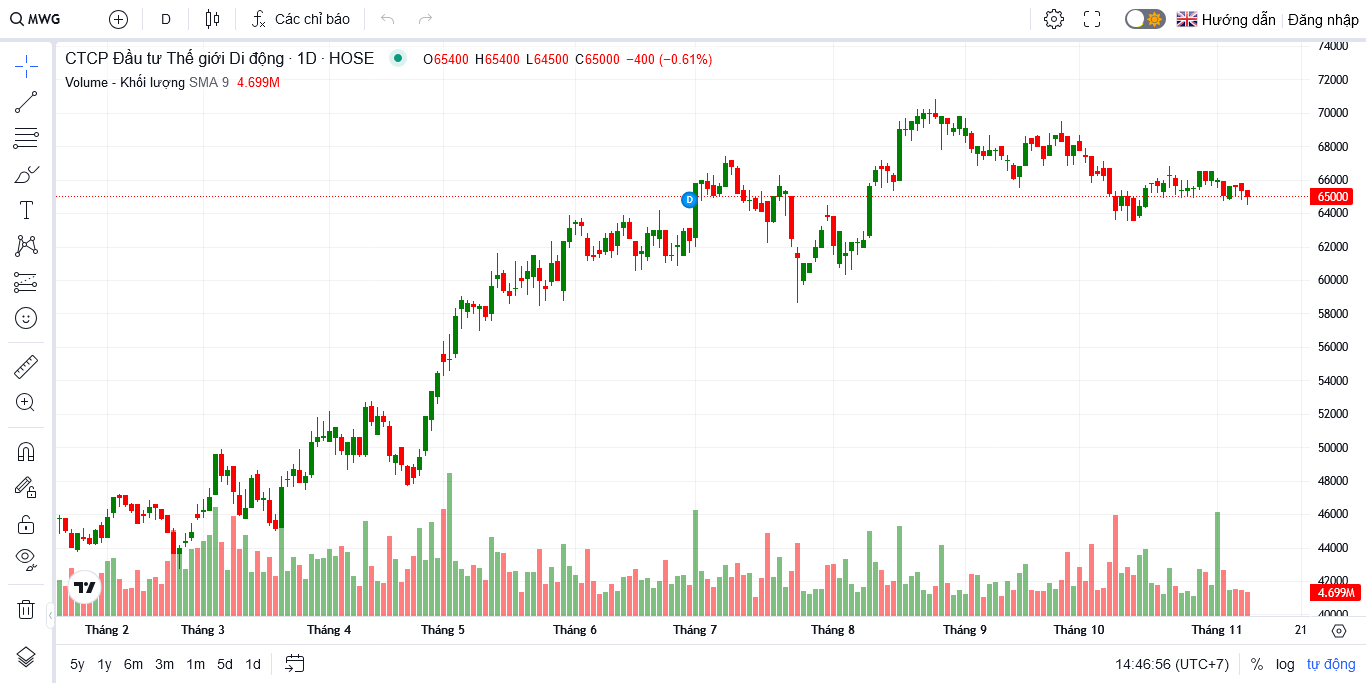 MWG D Các chỉ báo Hướng dẫn Đăng nhập
CTCP Đầu tư Thế giới Di động · 1D · HOSE O65400 H65400 L64500 C65000 −400 (−0.61%)
Volume - Khối lượng SMA 9 4.699M
74000
72000
70000
68000
66000
65000
64000
62000
60000
58000
56000
54000
52000
50000
48000
46000
44000
42000
4.699M
40000
D
Tháng 2 Tháng 3 Tháng 4 Tháng 5 Tháng 6 Tháng 7 Tháng 8 Tháng 9 Tháng 10 Tháng 11 21
5y 1y 6m 3m 1m 5d 1d 14:46:56 (UTC+7) % log tự động